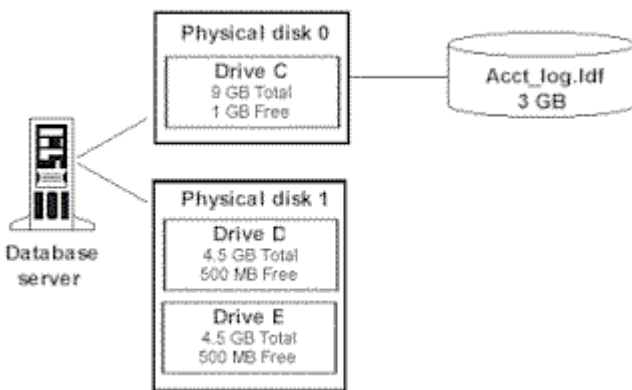 Physical disk 0
Drive C
9 GB Total
1 GB Free
Acct_log.ldf
3 GB
Database
server
Physical disk 1
Drive D
4.5 GB Total
500 MB Free
Drive E
4.5 GB Total
500 MB Free